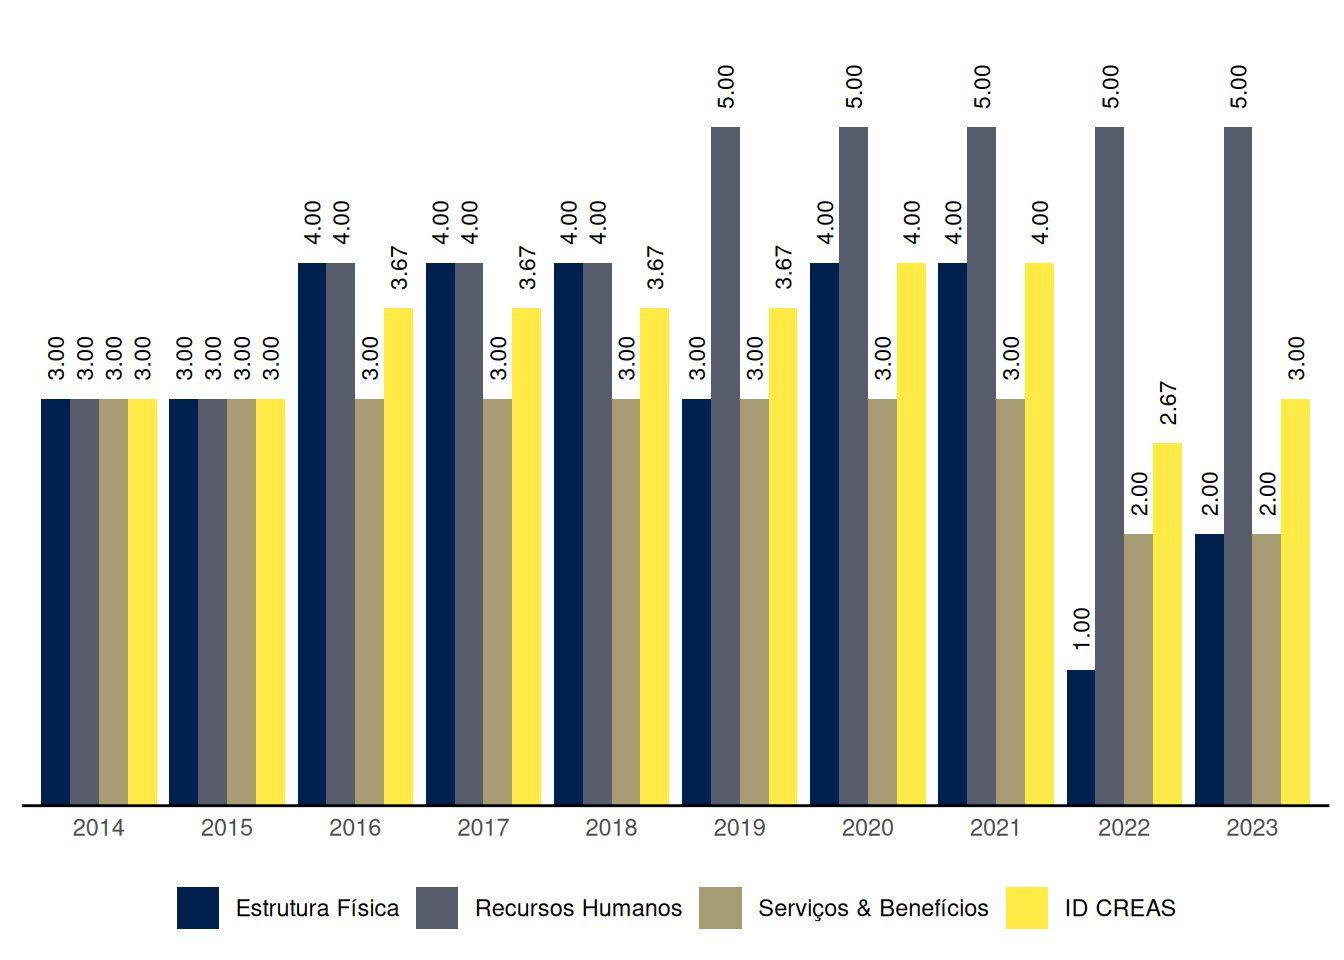 5.00 5.00 5.00 5.00 5.00
4.00 4.00 4.00 4.00 4.00 4.00 4.00 4.00 4.00 4.00
3.67 3.67 3.67 3.67
3.00 3.00 3.00 3.00 3.00 3.00 3.00 3.00 3.00 3.00 3.00 3.00 3.00 3.00 3.00 3.00
2.67
2.00 2.00 2.00
1.00
2014 2015 2016 2017 2018 2019 2020 2021 2022 2023
Estrutura Física Recursos Humanos Serviços & Benefícios ID CREAS